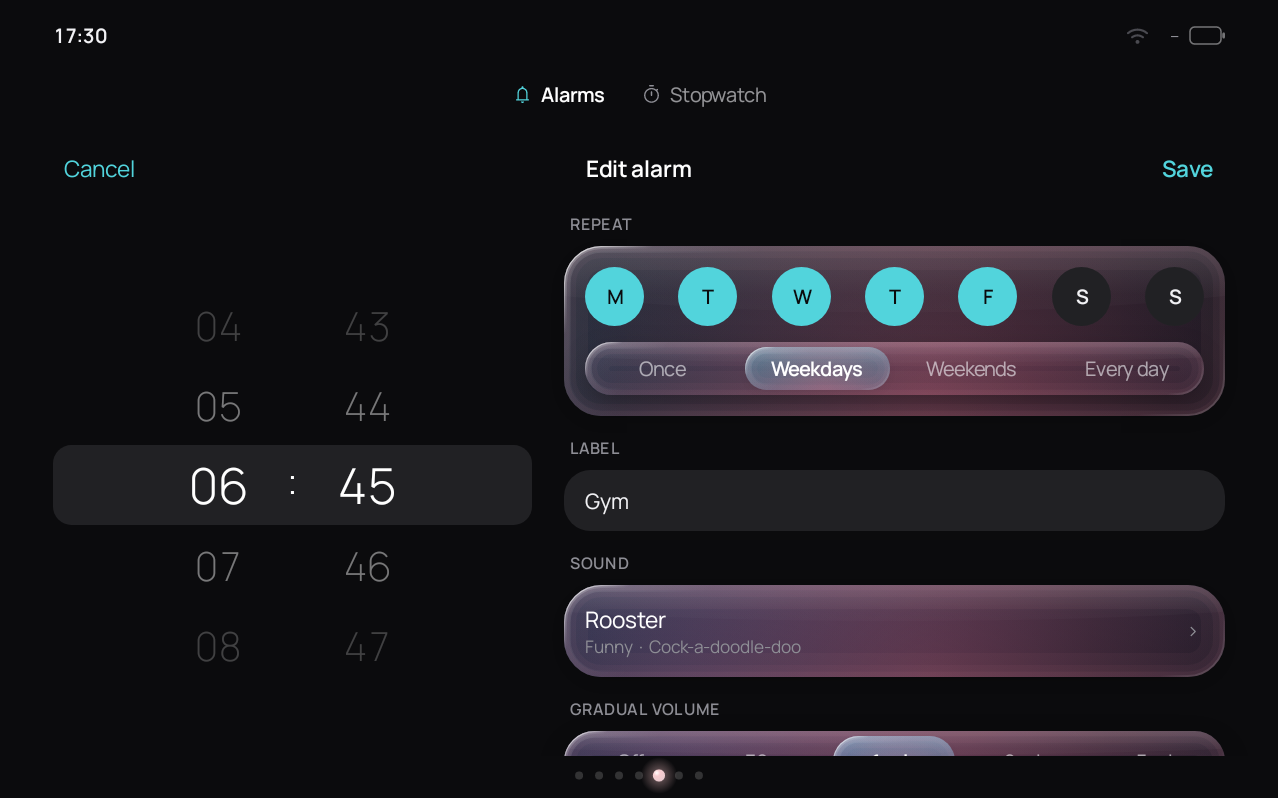 17:30
Alarms Stopwatch
Cancel Edit alarm Save
REPEAT
M T W T F S S
Once Weekdays Weekends Every day
04 43
05 44
06 : 45
07 46
08 47
LABEL
Gym
SOUND
Rooster
Funny · Cock-a-doodle-doo
GRADUAL VOLUME